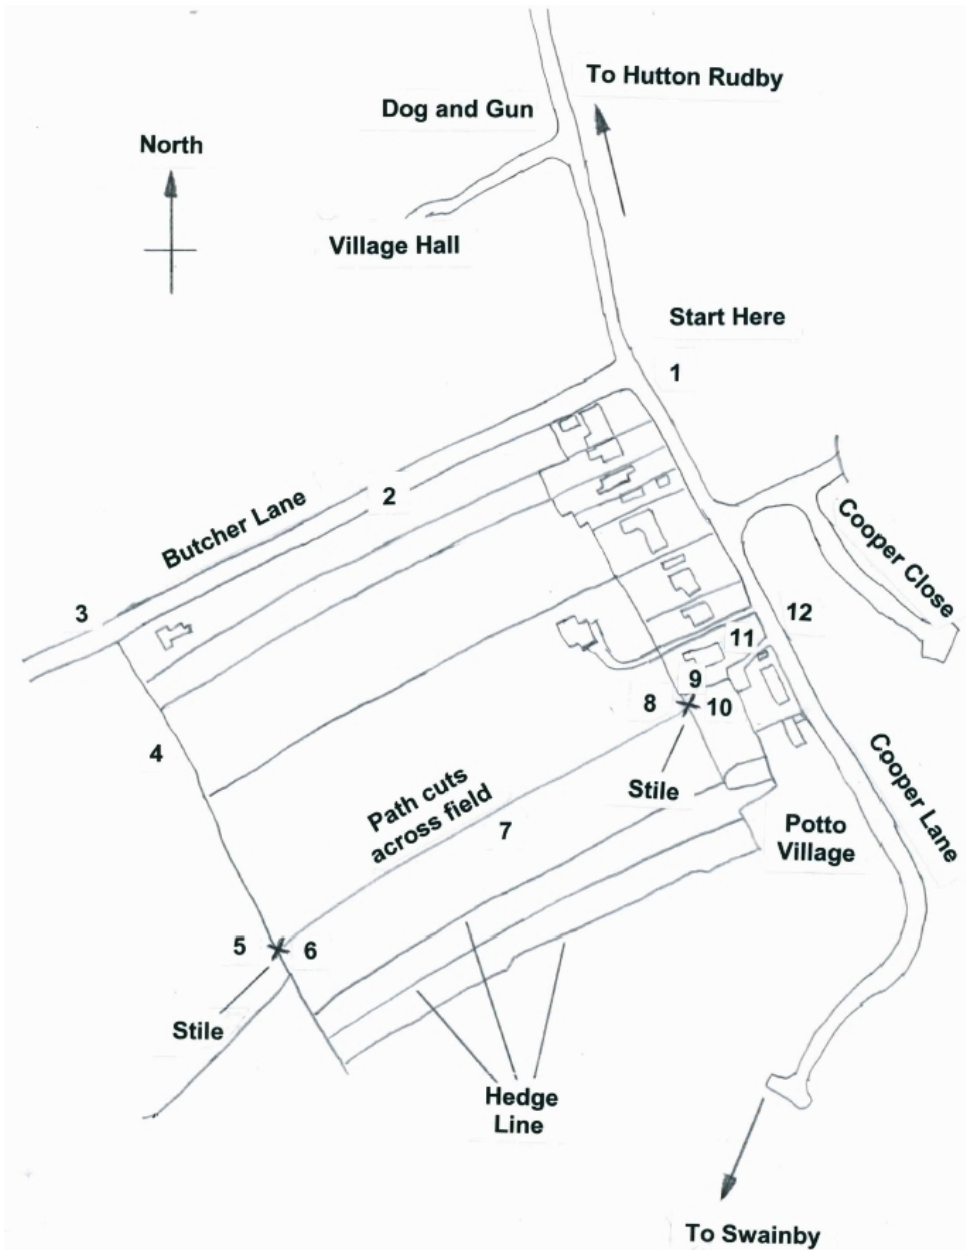 To Hutton Rudby
Dog and Gun
North
Village Hall
Start Here
1
2
Butcher Lane
Cooper Close
3
12
11
9
8
10
4
Stile
Path cuts
across field
7
Cooper Lane
Potto
Village
5
6
Stile
Hedge
Line
To Swainby